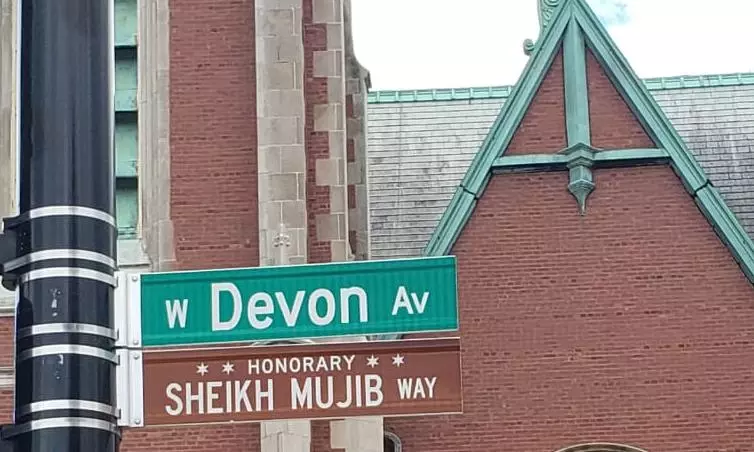 W Devon Av
HONORARY
SHEIKH MUJIB WAY